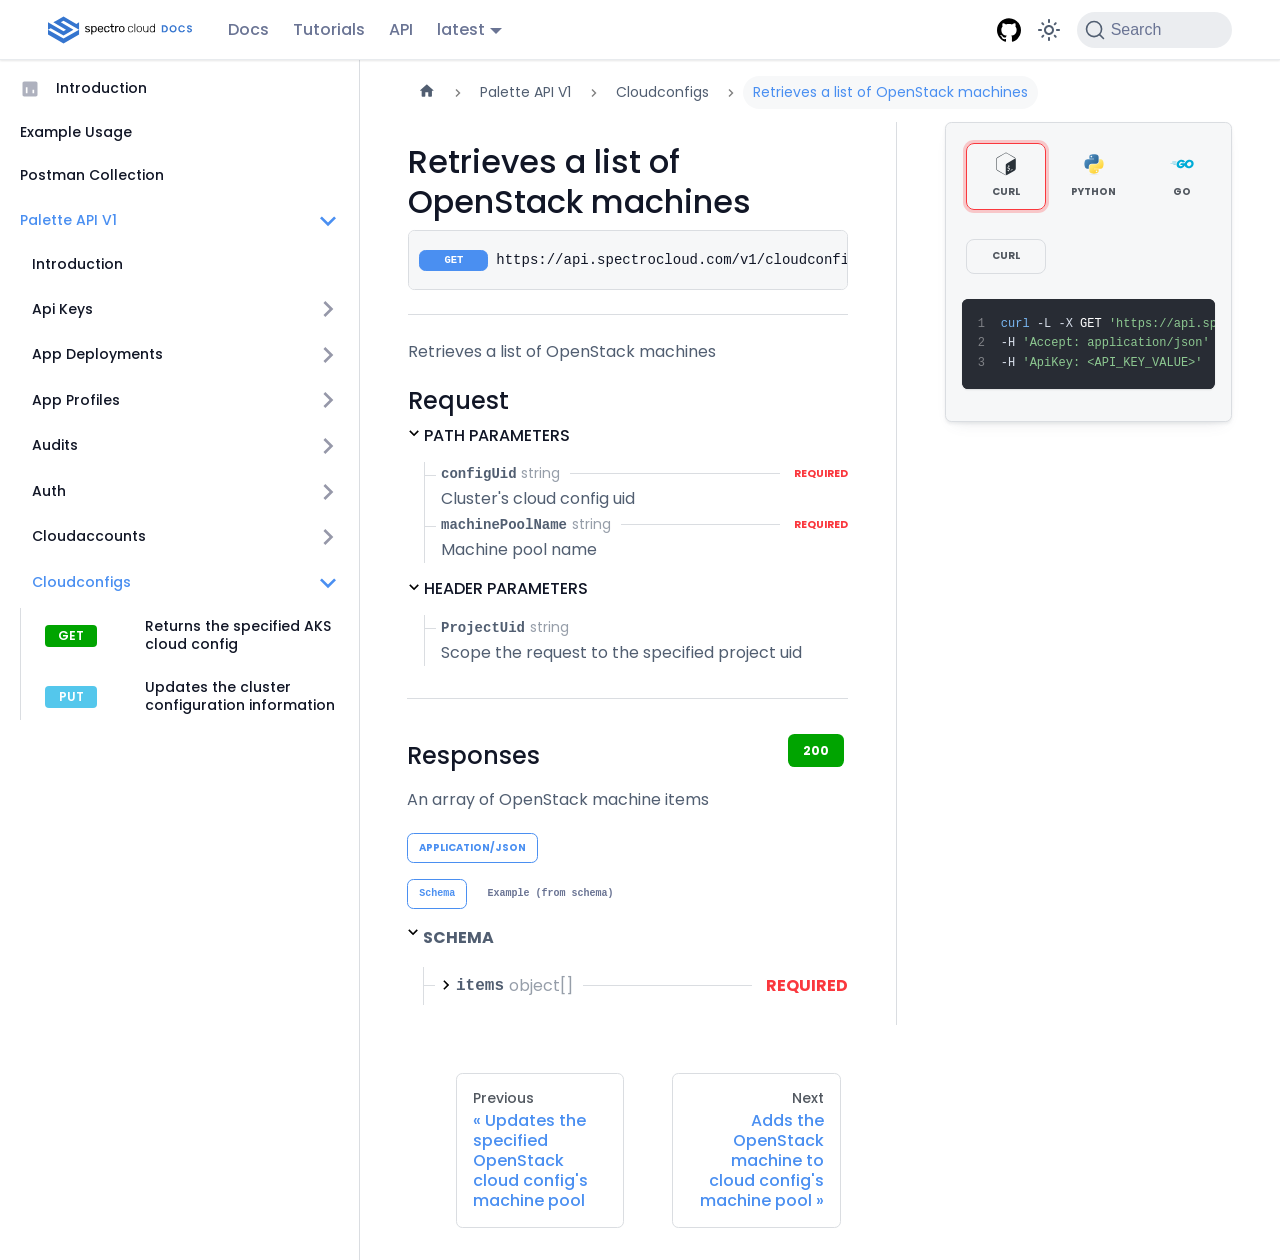 spectro cloud DOCS
Docs
Tutorials
API
latest
Search
Introduction
Example Usage
Postman Collection
Palette API V1
Introduction
Api Keys
App Deployments
App Profiles
Audits
Auth
Cloudaccounts
Cloudconfigs
GET
Returns the specified AKS
cloud config
PUT
Updates the cluster
configuration information
Palette API V1
Cloudconfigs
Retrieves a list of OpenStack machines
Retrieves a list of
OpenStack machines
GET https://api.spectrocloud.com/v1/cloudconfi
Retrieves a list of OpenStack machines
Request
PATH PARAMETERS
configUid string REQUIRED
Cluster's cloud config uid
machinePoolName string REQUIRED
Machine pool name
HEADER PARAMETERS
ProjectUid string
Scope the request to the specified project uid
Responses
200
An array of OpenStack machine items
APPLICATION/JSON
Schema
Example (from schema)
SCHEMA
items object[] REQUIRED
CURL
PYTHON
GO
CURL
1 curl -L -X GET 'https://api.sp
2 -H 'Accept: application/json'
3 -H 'ApiKey: <API_KEY_VALUE>'
Previous
« Updates the
specified
OpenStack
cloud config's
machine pool
Next
Adds the
OpenStack
machine to
cloud config's
machine pool »